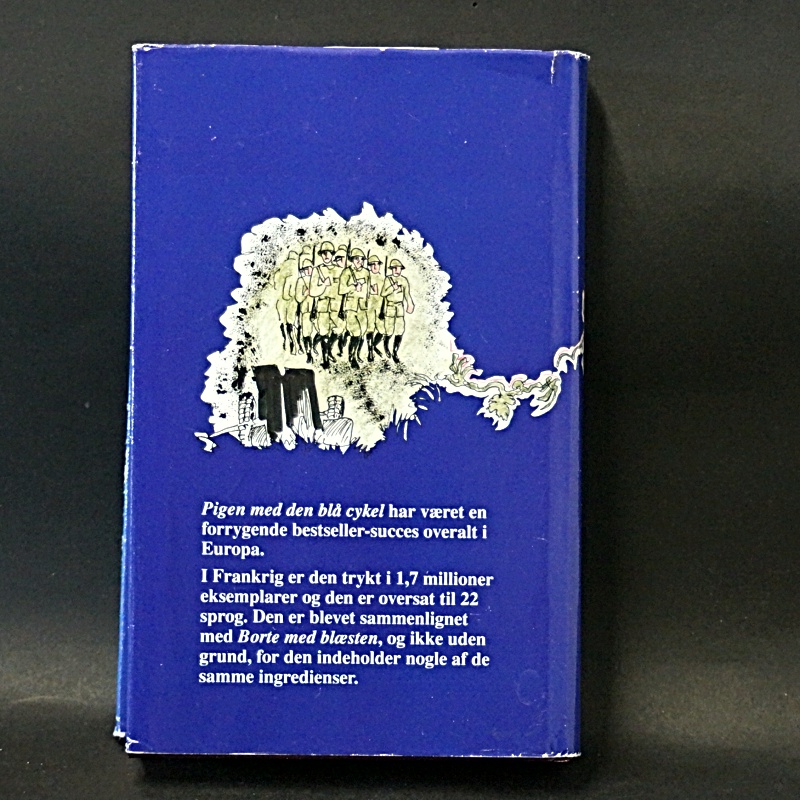 Pigen med den blå cykel har været en
forrygende bestseller-succes overalt i
Europa.
I Frankrig er den trykt i 1,7 millioner
eksemplarer og den er oversat til 22
sprog. Den er blevet sammenlignet
med Borte med blæsten, og ikke uden
grund, for den indeholder nogle af de
samme ingredienser.